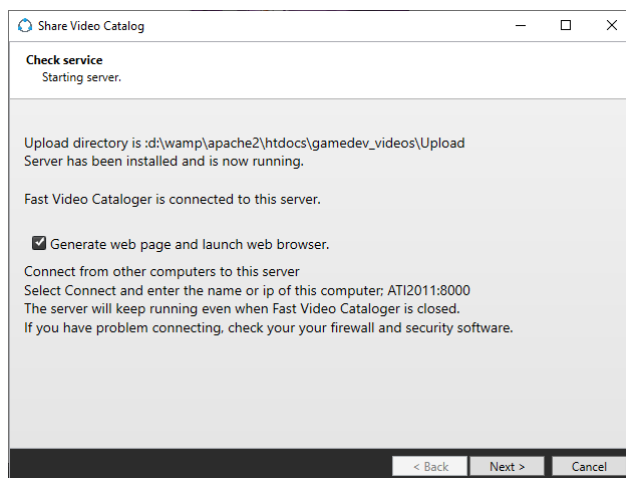 Share Video Catalog
Check service
Starting server.
Upload directory is :d:\wamp\apache2\htdocs\gamedev_videos\Upload
Server has been installed and is now running.
Fast Video Cataloger is connected to this server.
Generate web page and launch web browser.
Connect from other computers to this server
Select Connect and enter the name or ip of this computer; ATI2011:8000
The server will keep running even when Fast Video Cataloger is closed.
If you have problem connecting, check your your firewall and security software.
< Back Next > Cancel